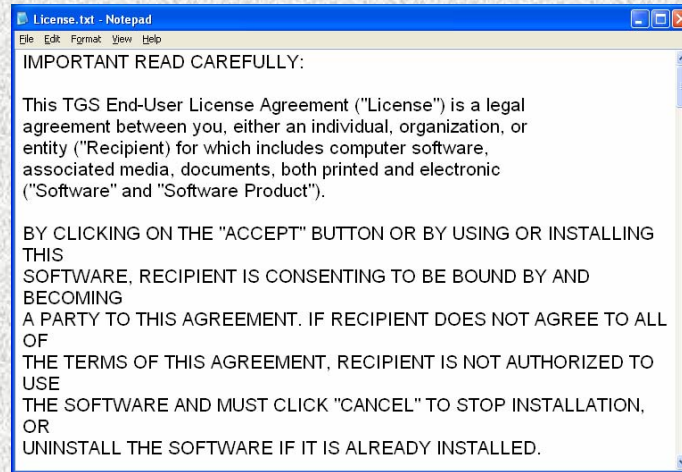 License.txt - Notepad
File Edit Format View Help
IMPORTANT READ CAREFULLY:
This TGS End-User License Agreement ("License") is a legal
agreement between you, either an individual, organization, or
entity ("Recipient) for which includes computer software,
associated media, documents, both printed and electronic
("Software" and "Software Product").
BY CLICKING ON THE "ACCEPT" BUTTON OR BY USING OR INSTALLING
THIS
SOFTWARE, RECIPIENT IS CONSENTING TO BE BOUND BY AND
BECOMING
A PARTY TO THIS AGREEMENT. IF RECIPIENT DOES NOT AGREE TO ALL
OF
THE TERMS OF THIS AGREEMENT, RECIPIENT IS NOT AUTHORIZED TO
USE
THE SOFTWARE AND MUST CLICK "CANCEL" TO STOP INSTALLATION,
OR
UNINSTALL THE SOFTWARE IF IT IS ALREADY INSTALLED.